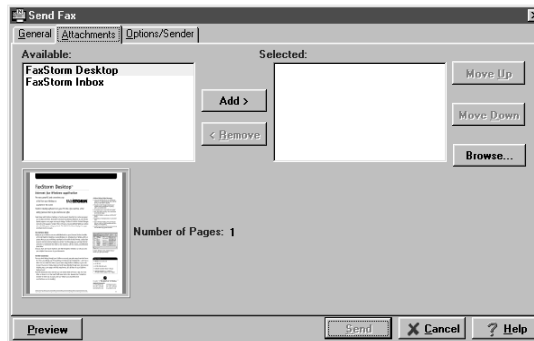 Send Fax
General Attachments Options/Sender
Available:
Selected:
FaxStorm Desktop
FaxStorm Inbox
Add >
< Remove
Move Up
Move Down
Browse...
FaxStorm Desktop
Number of Pages: 1
Preview
Send
Cancel
Help